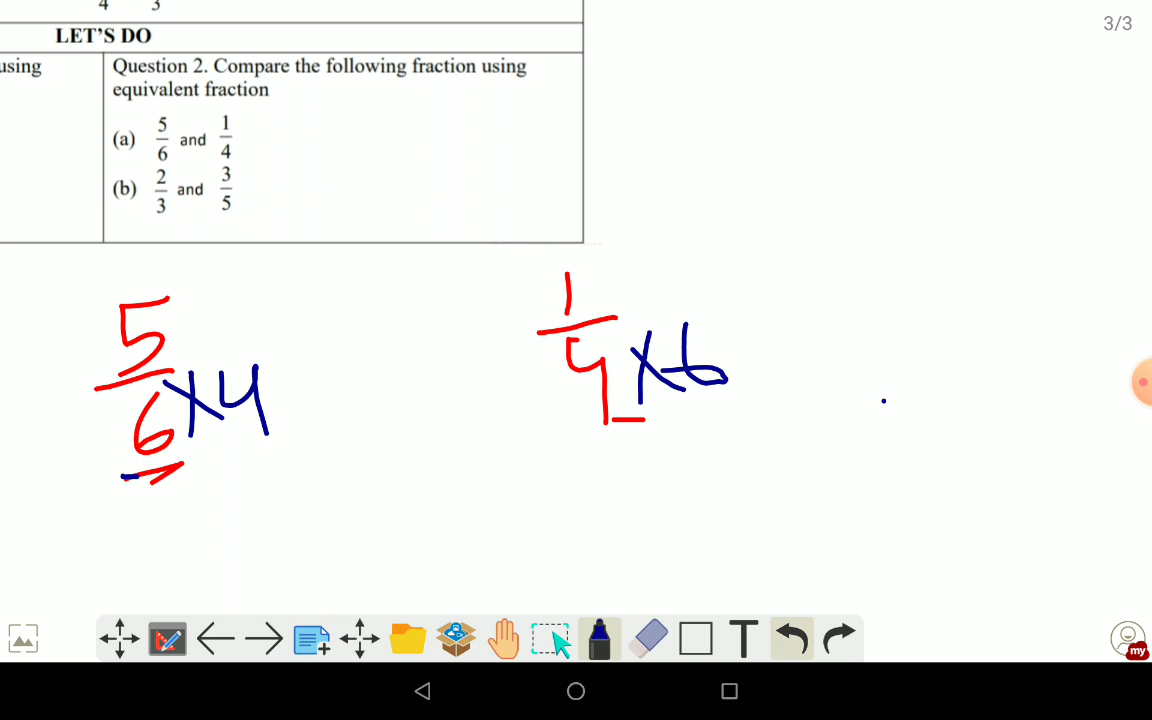 4 3
3/3
LET'S DO
using
Question 2. Compare the following fraction using
equivalent fraction
(a) 5/6 and 1/4
(b) 2/3 and 3/5
5/6 ×4
1/4 ×6
T
my